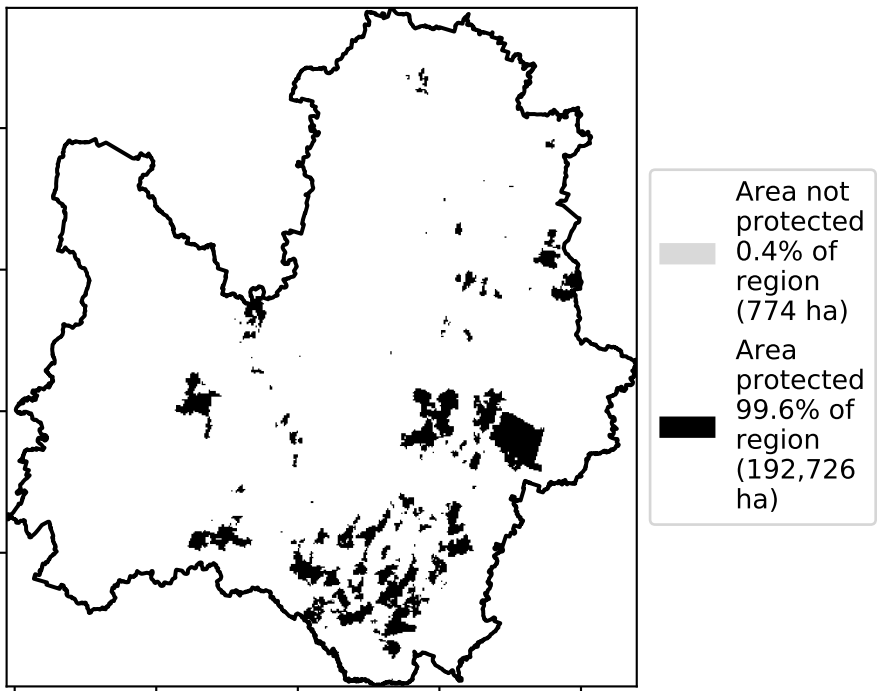 Area not
protected
0.4% of
region
(774 ha)
Area
protected
99.6% of
region
(192,726
ha)